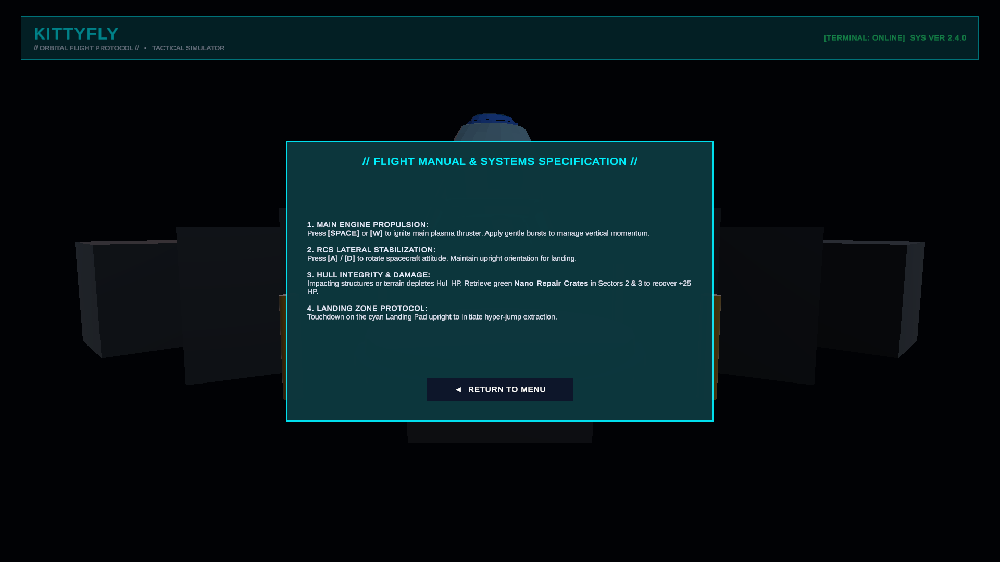 KITTYFLY
// ORBITAL FLIGHT PROTOCOL // • TACTICAL SIMULATOR
[TERMINAL: ONLINE] SYS VER 2.4.0
// FLIGHT MANUAL & SYSTEMS SPECIFICATION //
1. MAIN ENGINE PROPULSION:
Press [SPACE] or [W] to ignite main plasma thruster. Apply gentle bursts to manage vertical momentum.
2. RCS LATERAL STABILIZATION:
Press [A] / [D] to rotate spacecraft attitude. Maintain upright orientation for landing.
3. HULL INTEGRITY & DAMAGE:
Impacting structures or terrain depletes Hull HP. Retrieve green Nano-Repair Crates in Sectors 2 & 3 to recover +25
HP.
4. LANDING ZONE PROTOCOL:
Touchdown on the cyan Landing Pad upright to initiate hyper-jump extraction.
◄ RETURN TO MENU